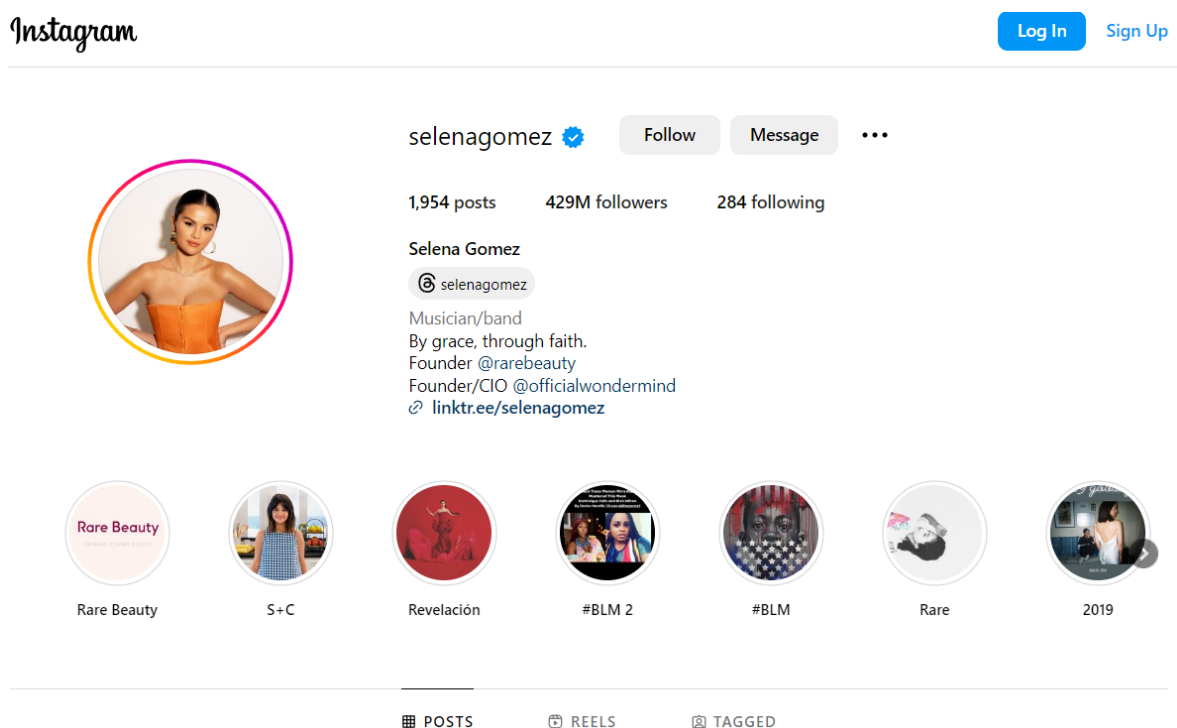 Instagram
Log In
Sign Up
selenagomez
Follow
Message
1,954 posts
429M followers
284 following
Selena Gomez
selenagomez
Musician/band
By grace, through faith.
Founder @rarebeauty
Founder/CIO @officialwondermind
linktr.ee/selenagomez
Rare Beauty
Rare Beauty
S+C
Revelación
#BLM 2
#BLM
Rare
2019
POSTS
REELS
TAGGED